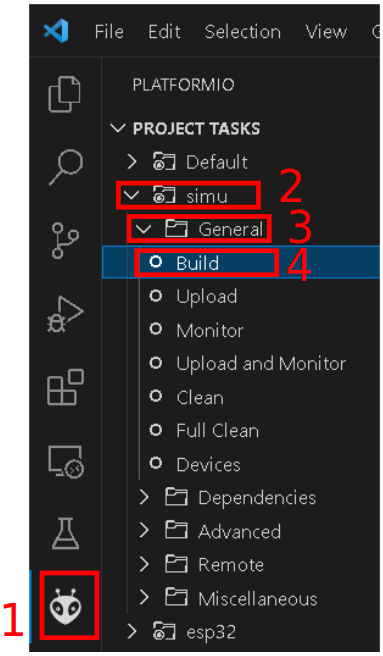 File Edit Selection View
PLATFORMIO
PROJECT TASKS
Default
simu 2
General 3
Build 4
Upload
Monitor
Upload and Monitor
Clean
Full Clean
Devices
Dependencies
Advanced
Remote
Miscellaneous
1
esp32